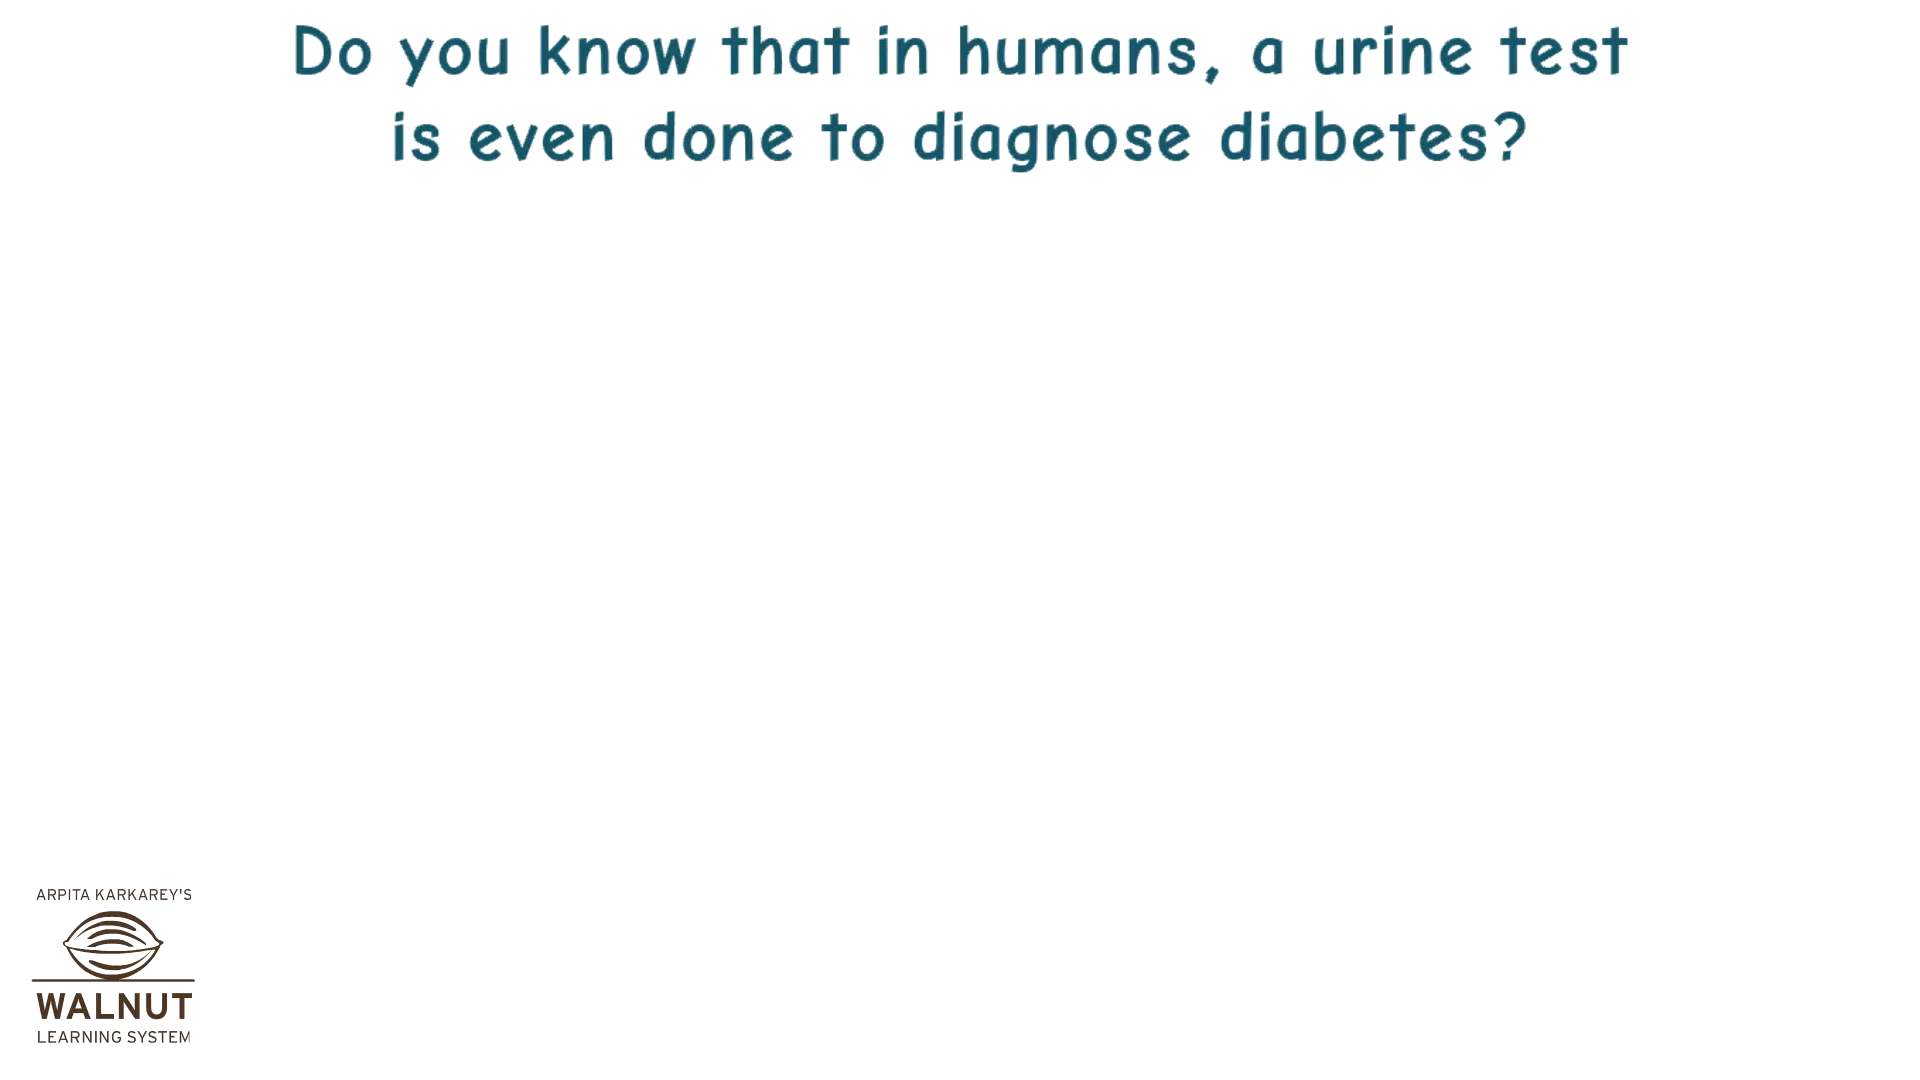 Do you know that in humans, a urine test
is even done to diagnose diabetes?
ARPITA KARKAREY'S
WALNUT
LEARNING SYSTEM